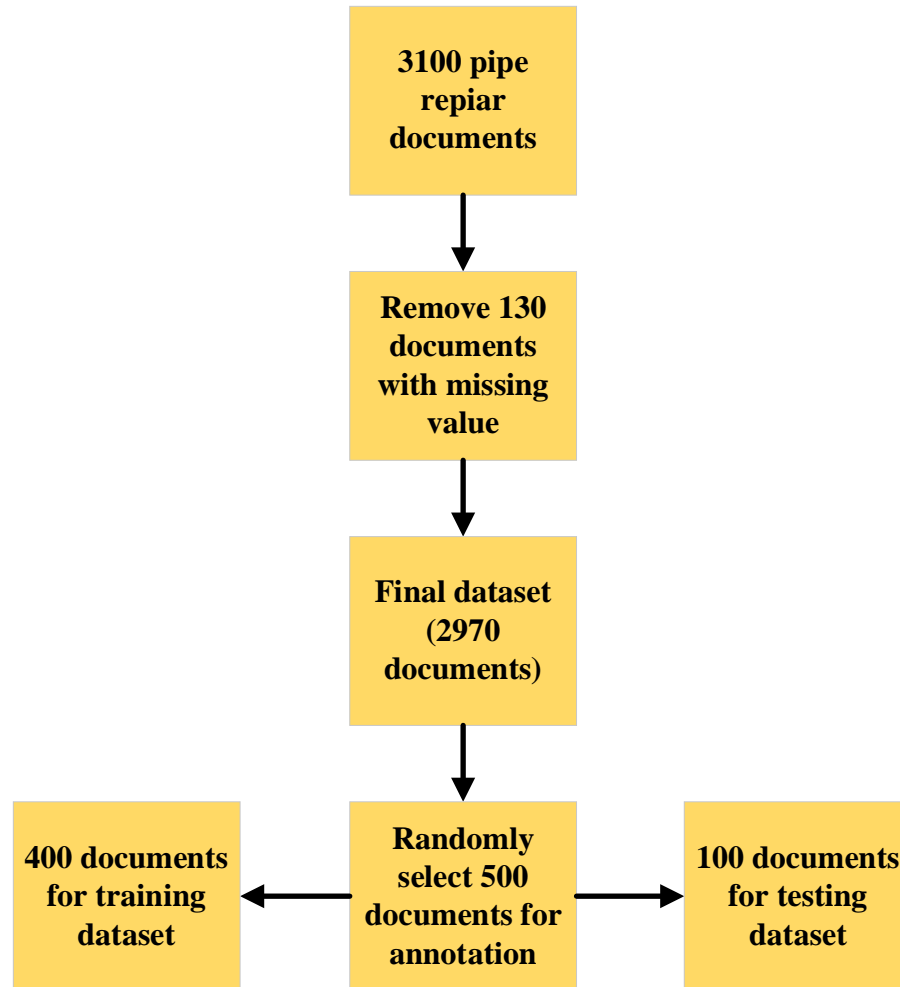 3100 pipe
repiar
documents
Remove 130
documents
with missing
value
Final dataset
(2970
documents)
400 documents
for training
dataset
Randomly
select 500
documents for
annotation
100 documents
for testing
dataset